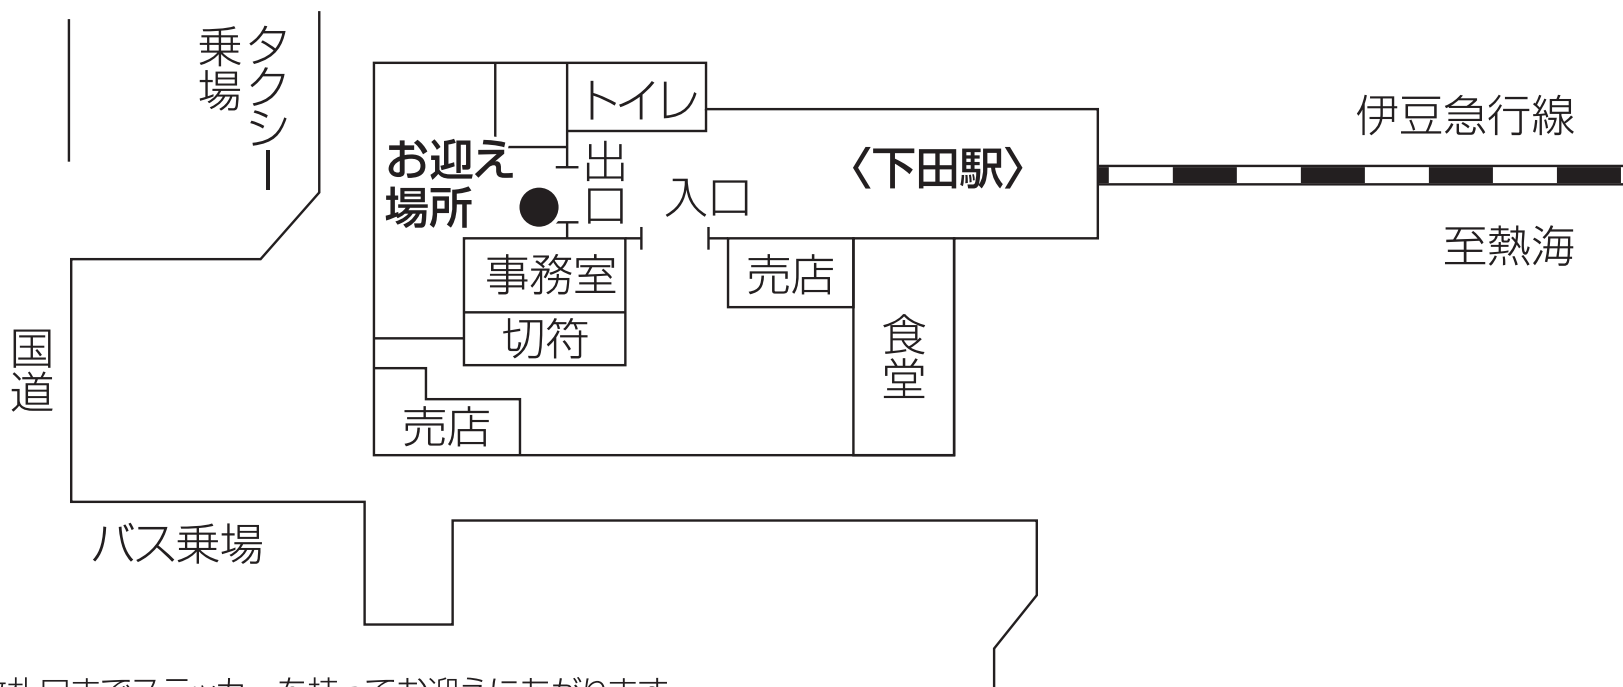 タクシー
乗場
トイレ
伊豆急行線
お迎え
場所
出
口
入口
〈下田駅〉
至熱海
事務室
売店
切符
食堂
国道
売店
バス乗場